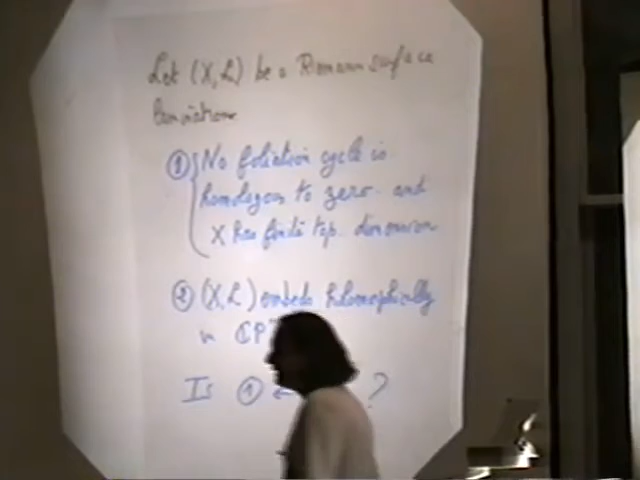 Let (X, L) be a Riemann surface
lamination
① No foliation cycle is
homologous to zero and
X has finite top. dimension
② (X, L) embeds holomorphically
in CP
Is ① ?